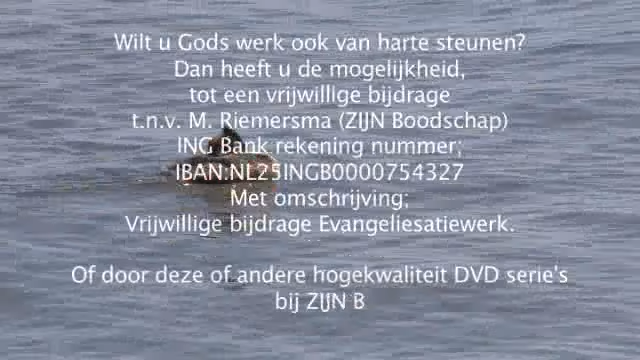 Wilt u Gods werk ook van harte steunen?
Dan heeft u de mogelijkheid,
tot een vrijwillige bijdrage
t.n.v. M. Riemersma (ZIJN Boodschap)
ING Bank rekening nummer;
IBAN:NL25INGB0000754327
Met omschrijving;
Vrijwillige bijdrage Evangeliesatiewerk.
Of door deze of andere hogekwaliteit DVD serie's
bij ZIJN B